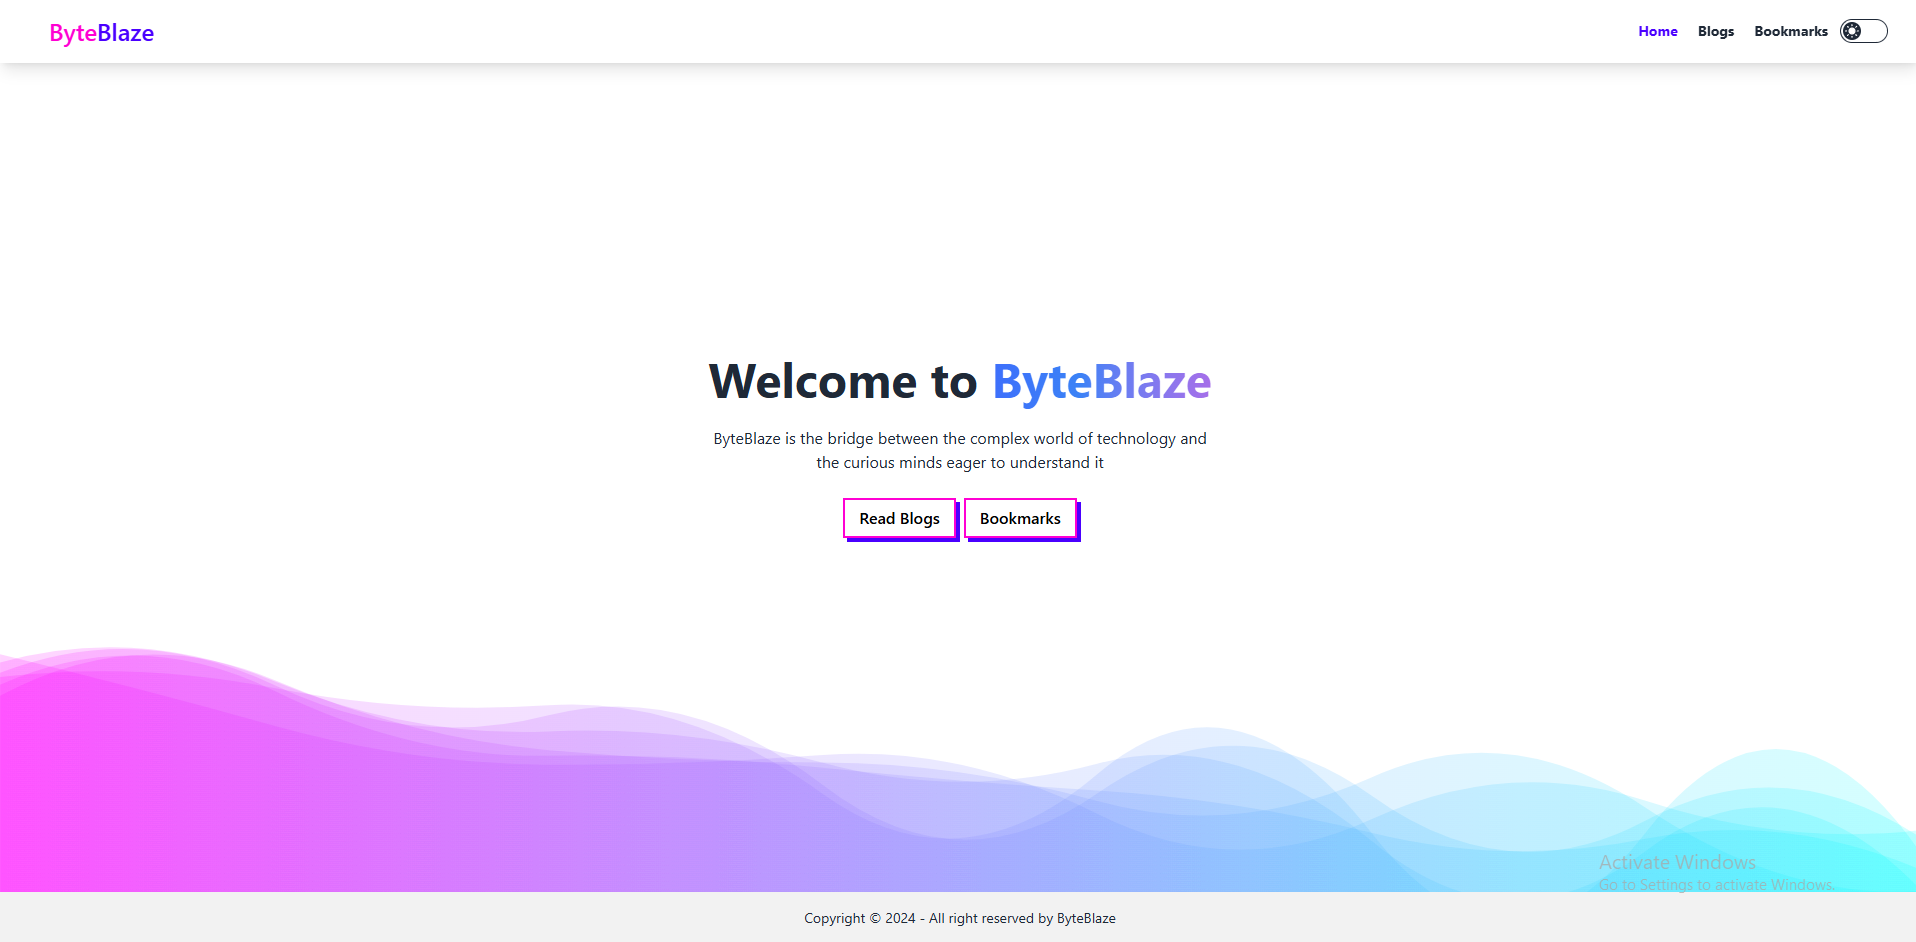 ByteBlaze
Home Blogs Bookmarks
Welcome to ByteBlaze
ByteBlaze is the bridge between the complex world of technology and
the curious minds eager to understand it
Read Blogs Bookmarks
Activate Windows
Go to Settings to activate Windows.
Copyright © 2024 - All right reserved by ByteBlaze